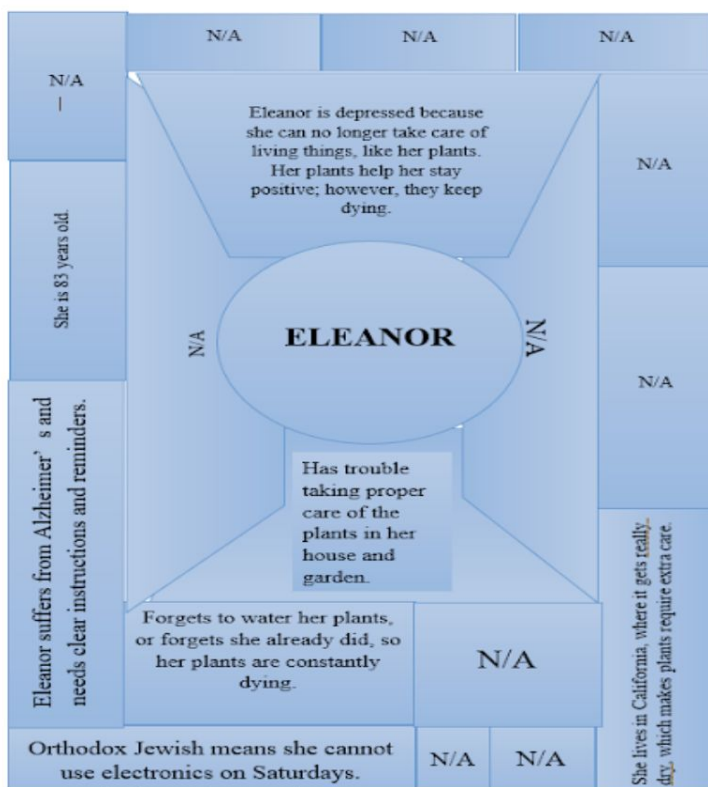 N/A
N/A
N/A
N/A
Eleanor is depressed because
she can no longer take care of
living things, like her plants.
Her plants help her stay
positive; however, they keep
dying.
N/A
She is 83 years old.
N/A
ELEANOR
N/A
N/A
Has trouble
taking proper
care of the
plants in her
house and
garden.
Eleanor suffers from Alzheimer’s and
needs clear instructions and reminders.
Forgets to water her plants,
or forgets she already did, so
her plants are constantly
dying.
N/A
She lives in California, where it gets really
dry, which makes plants require extra care.
Orthodox Jewish means she cannot
use electronics on Saturdays.
N/A
N/A